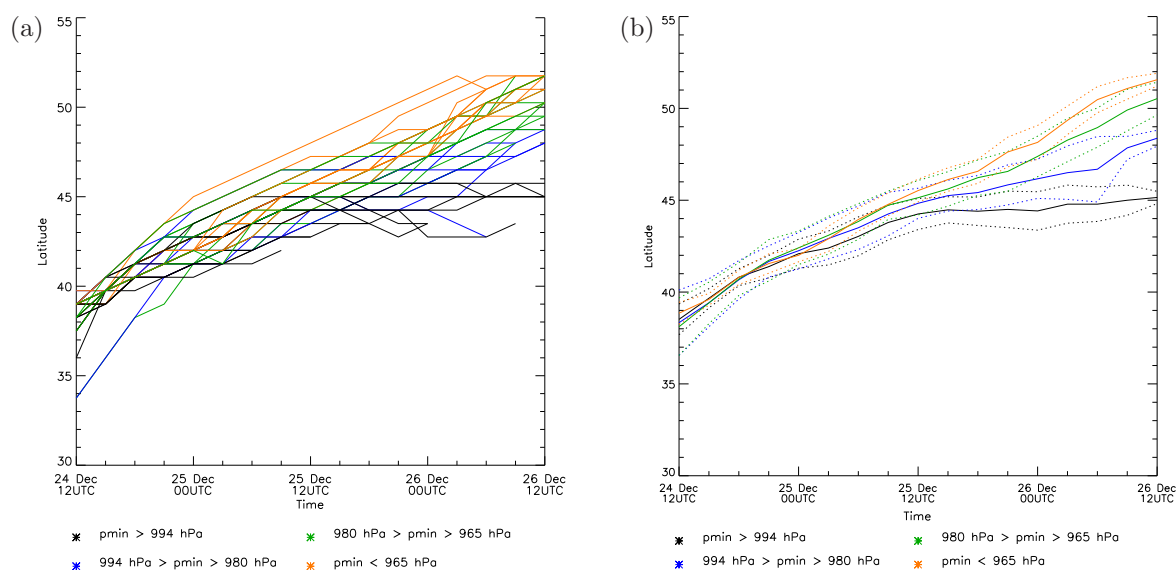 (a)
55
50
45
40
35
30
Latitude
24 Dec 12UTC
25 Dec 00UTC
25 Dec 12UTC
26 Dec 00UTC
26 Dec 12UTC
Time
pmin > 994 hPa
980 hPa > pmin > 965 hPa
994 hPa > pmin > 980 hPa
pmin < 965 hPa
(b)
55
50
45
40
35
30
Latitude
24 Dec 12UTC
25 Dec 00UTC
25 Dec 12UTC
26 Dec 00UTC
26 Dec 12UTC
Time
pmin > 994 hPa
980 hPa > pmin > 965 hPa
994 hPa > pmin > 980 hPa
pmin < 965 hPa